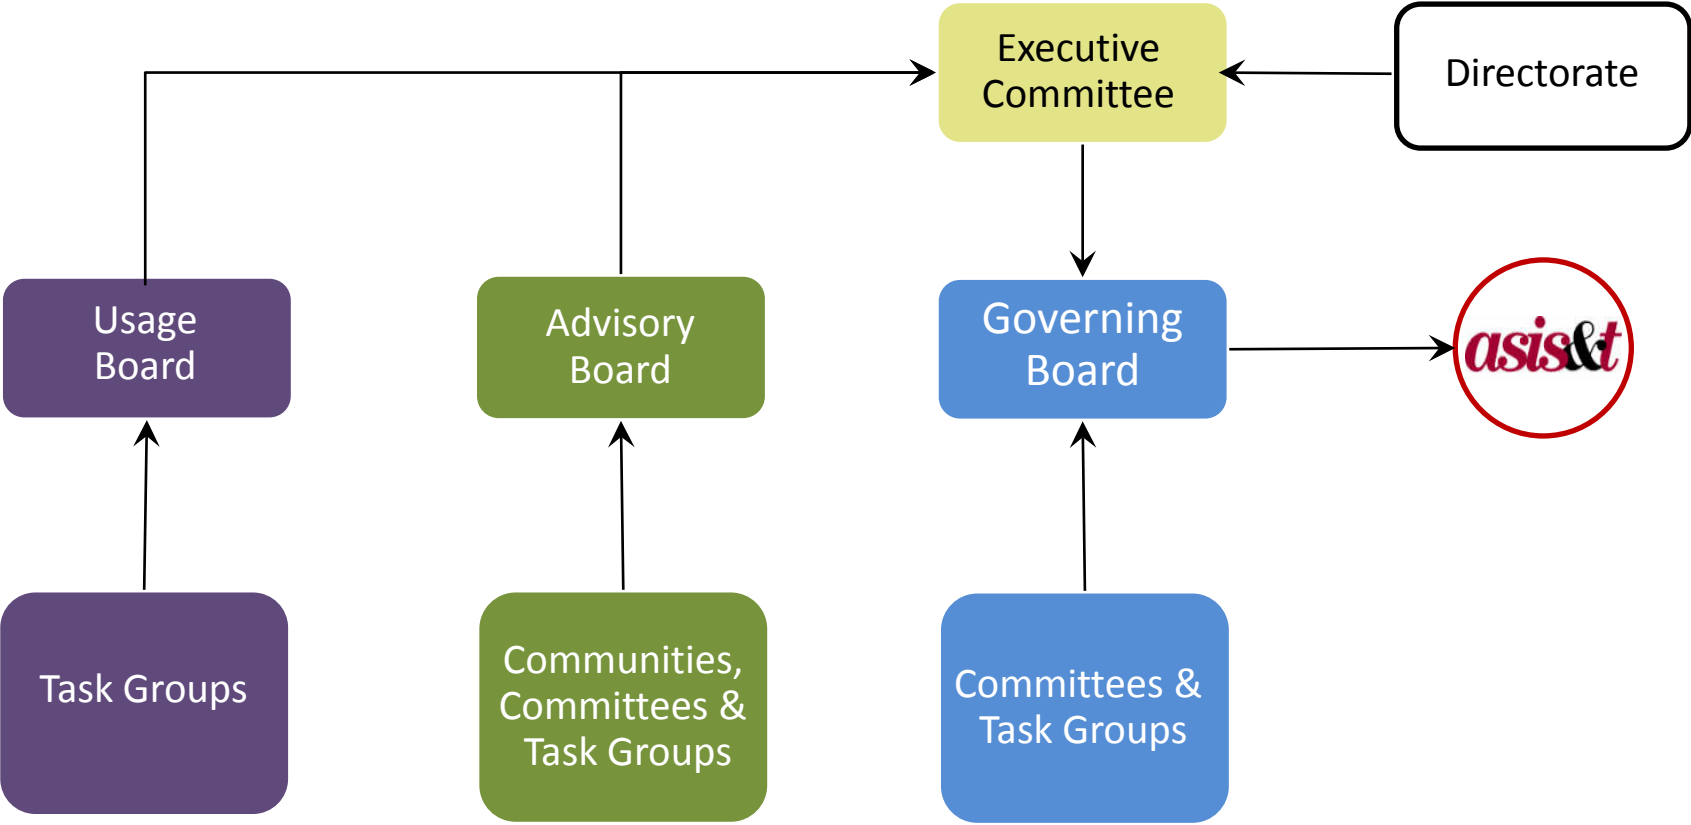 Executive
Committee
Directorate
Usage
Board
Advisory
Board
Governing
Board
asis&t
Task Groups
Communities,
Committees &
Task Groups
Committees &
Task Groups